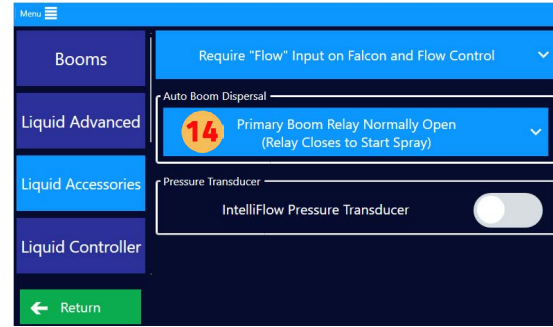 Menu
Booms
Liquid Advanced
Liquid Accessories
Liquid Controller
Return
Require "Flow" Input on Falcon and Flow Control
Auto Boom Dispersal
14
Primary Boom Relay Normally Open
(Relay Closes to Start Spray)
Pressure Transducer
IntelliFlow Pressure Transducer